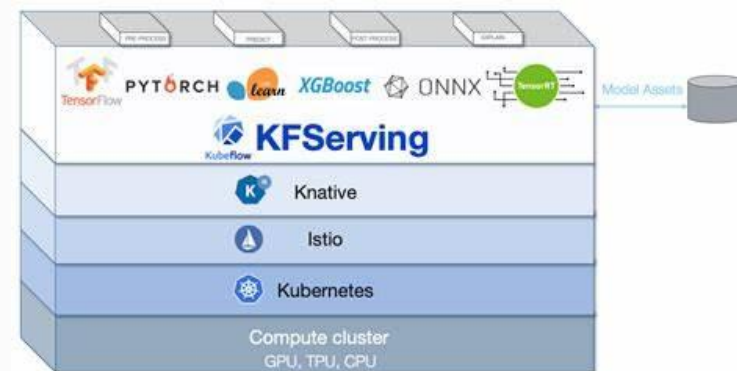 PRE-PROCESS PREDICT POST-PROCESS EXPLAIN
TensorFlow PYTORCH learn XGBoost ONNX TensorRT
Model Assets
Kubeflow KFServing
Knative
Istio
Kubernetes
Compute cluster
GPU, TPU, CPU